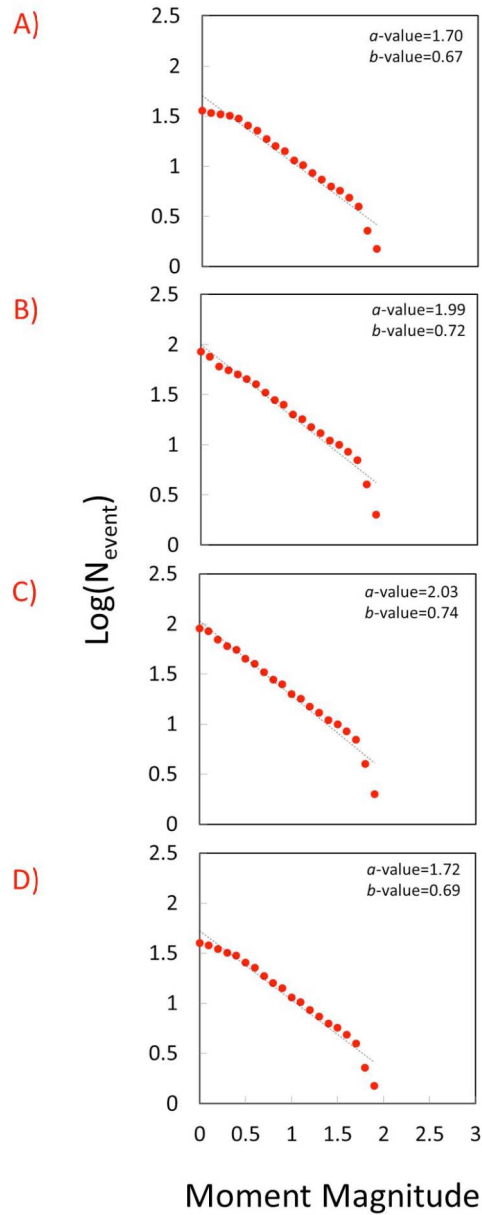 A)
2.5
2
1.5
1
0.5
0
a-value=1.70
b-value=0.67
B)
2.5
2
1.5
1
0.5
0
a-value=1.99
b-value=0.72
Log(Nevent)
C)
2.5
2
1.5
1
0.5
0
a-value=2.03
b-value=0.74
D)
2.5
2
1.5
1
0.5
0
a-value=1.72
b-value=0.69
0 0.5 1 1.5 2 2.5 3
Moment Magnitude